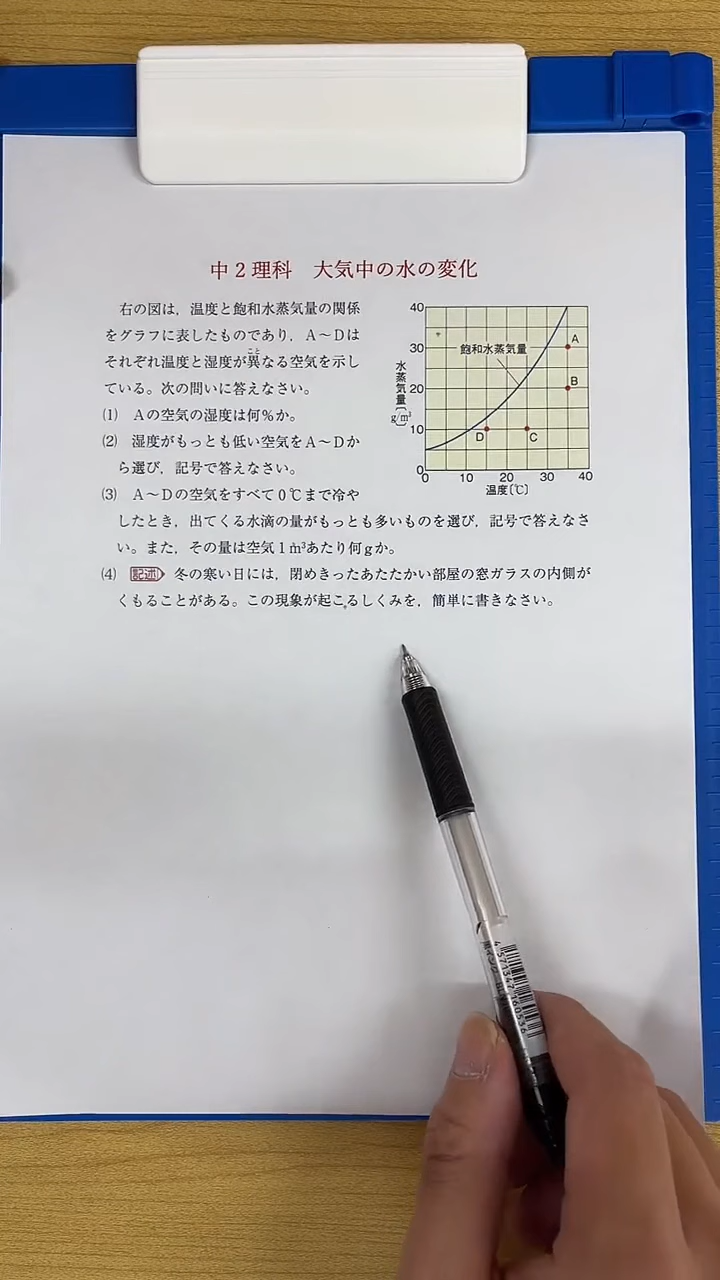 中2理科 大気中の水の変化
右の図は，温度と飽和水蒸気量の関係
をグラフに表したものであり，A～Dは
それぞれ温度と湿度が異なる空気を示し
こと
ている。次の問いに答えなさい。
⑴ Aの空気の湿度は何％か。
⑵ 湿度がもっとも低い空気をA～Dか
ら選び，記号で答えなさい。
⑶ A～Dの空気をすべて0℃まで冷や
したとき，出てくる水滴の量がもっとも多いものを選び，記号で答えなさ
い。また，その量は空気1m³あたり何gか。
⑷ 記述 冬の寒い日には，閉めきったあたたかい部屋の窓ガラスの内側が
くもることがある。この現象が起こるしくみを，簡単に書きなさい。
40
30
20
10
0
水蒸気量
g/m³
飽和水蒸気量
A
B
C
D
0 10 20 30 40
温度〔℃〕
4 571347 160536